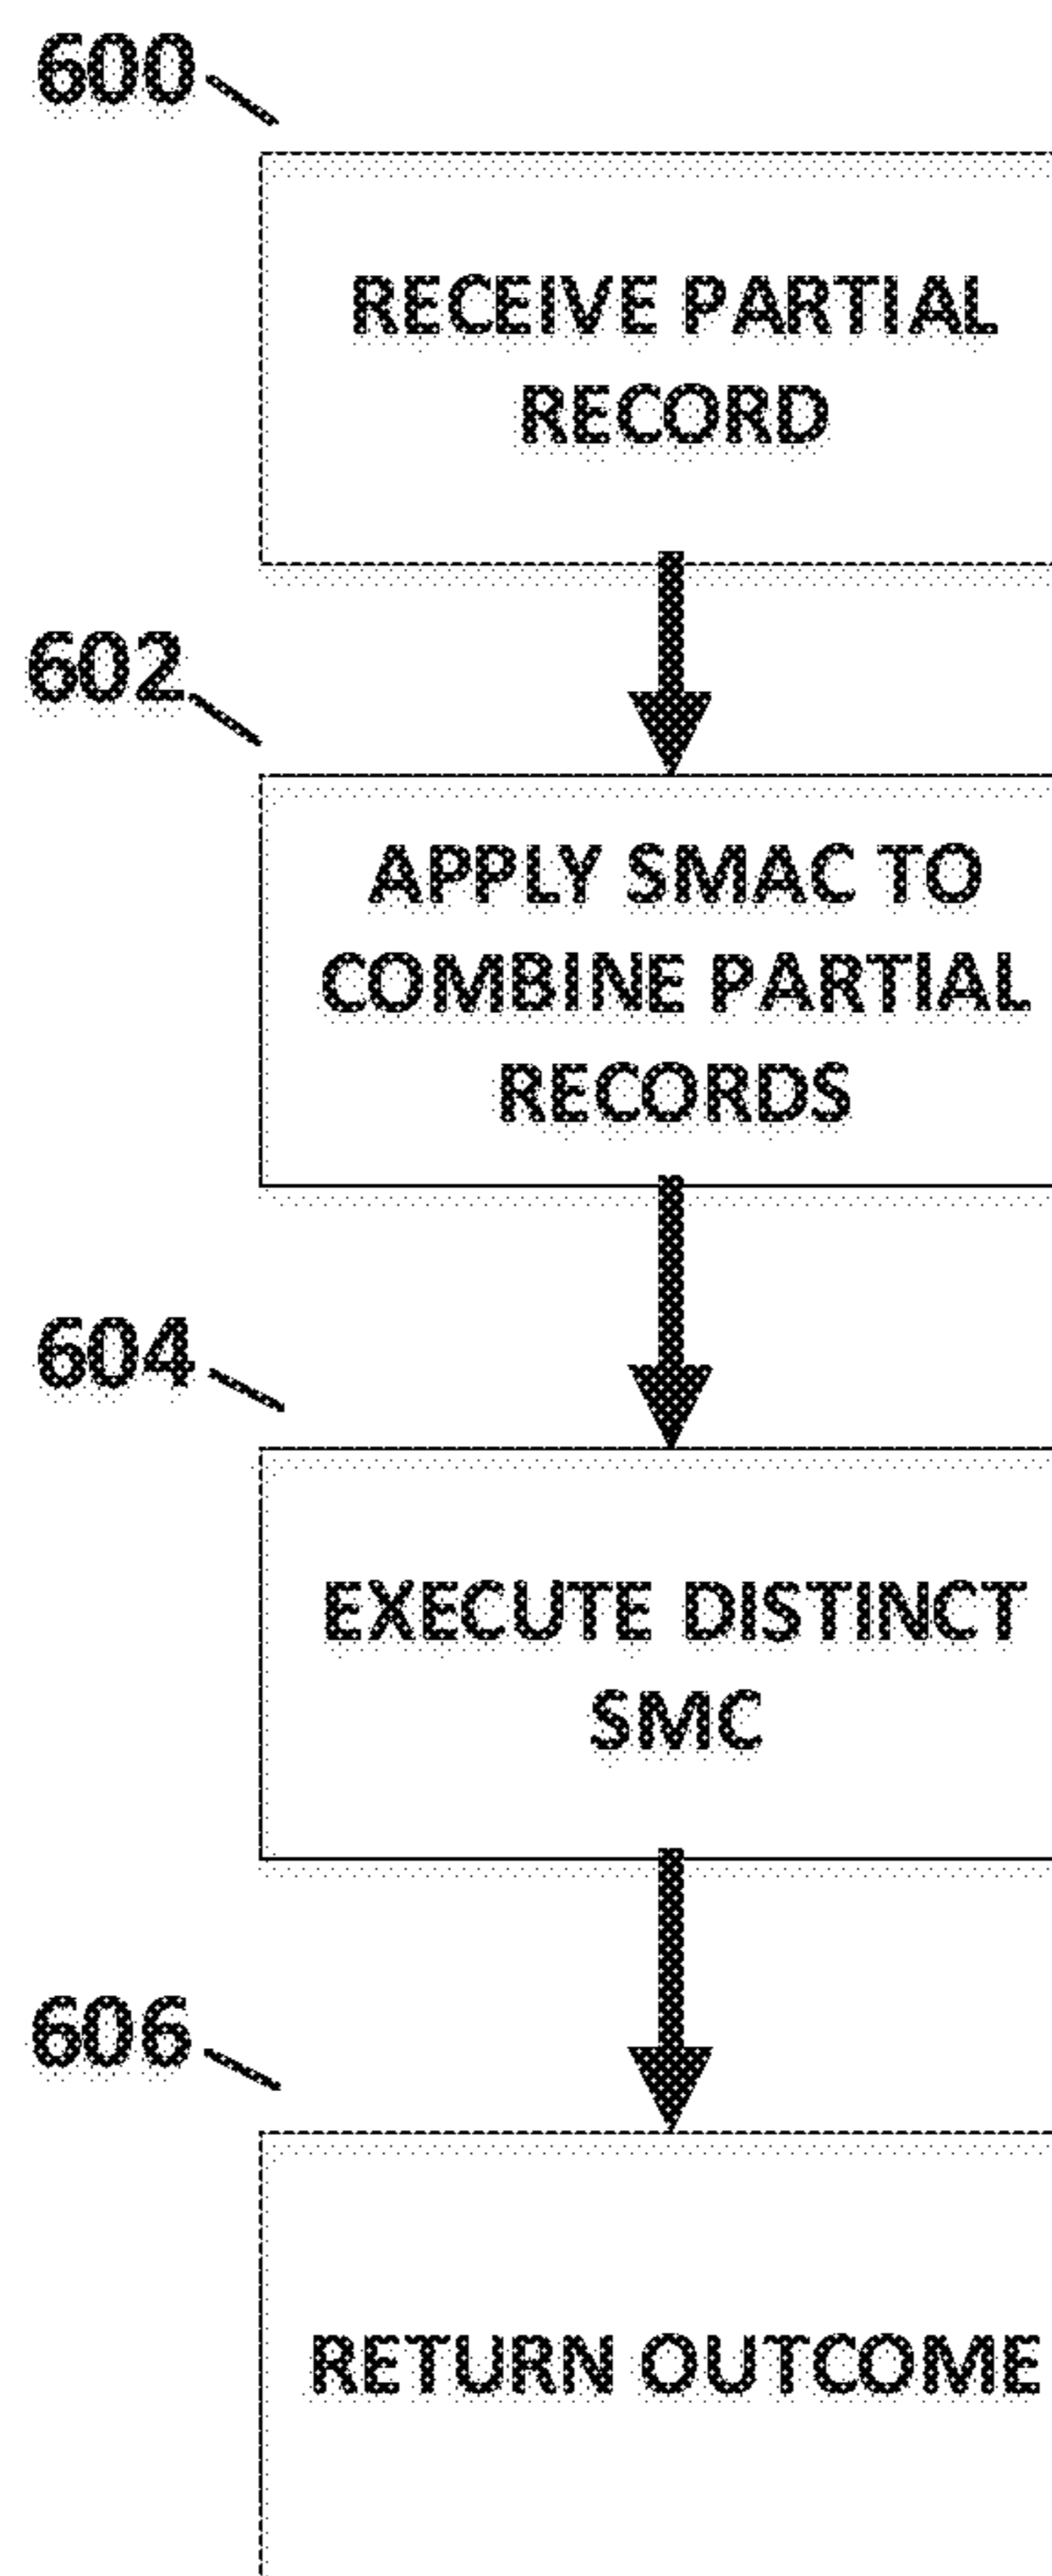 600
RECEIVE PARTIAL
RECORD
602
APPLY SMAC TO
COMBINE PARTIAL
RECORDS
604
EXECUTE DISTINCT
SMC
606
RETURN OUTCOME